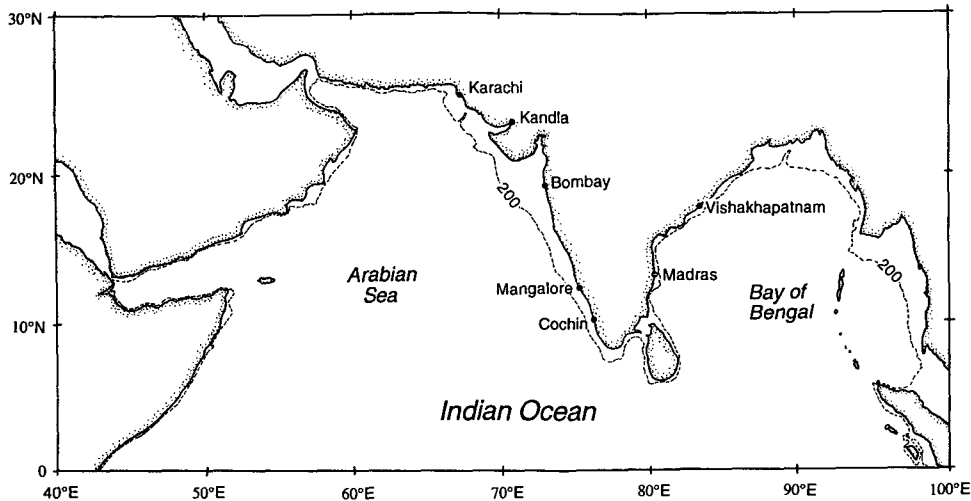 30°N
Karachi
Kandla
20°N
Bombay
200
Vishakhapatnam
Arabian
Sea
Madras
200
Mangalore
Bay of
Bengal
10°N
Cochin
Indian Ocean
0
40°E
50°E
60°E
70°E
80°E
90°E
100°E